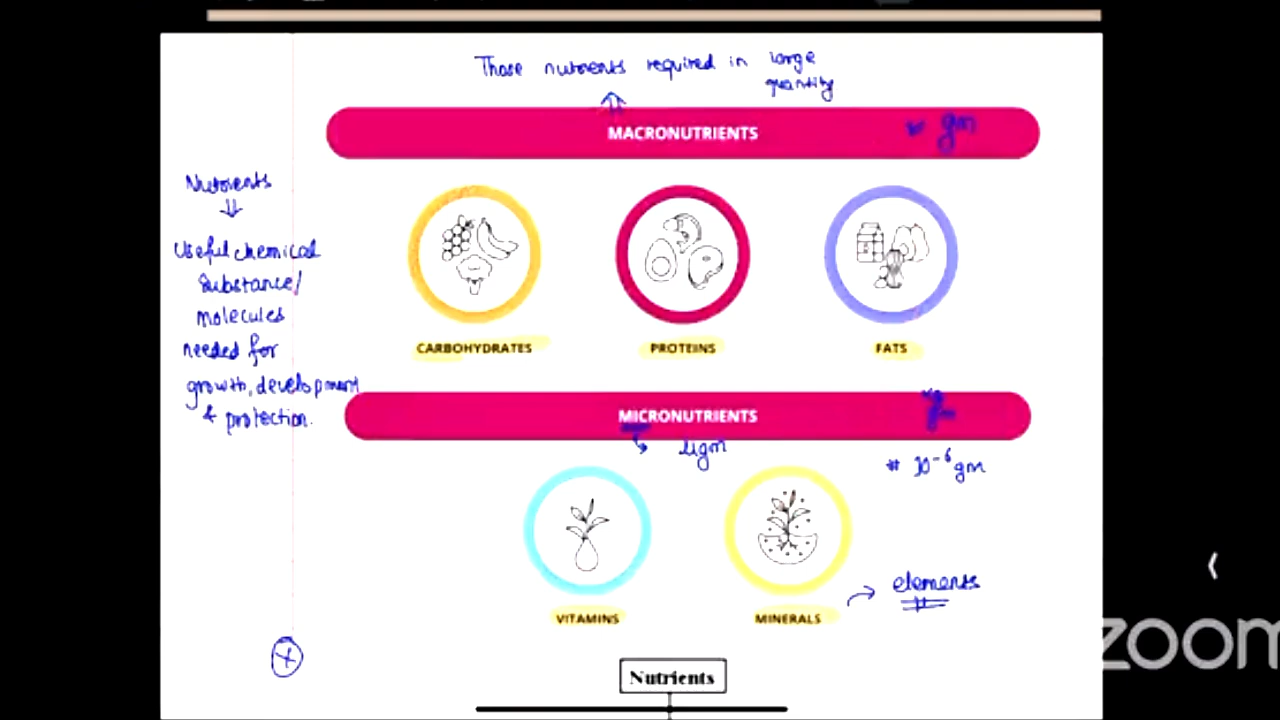 Those nutrients required in large
quantity
MACRONUTRIENTS
gm
Nutrients
Useful chemical
Substance/
molecules
needed for
growth, development
& protection.
CARBOHYDRATES
PROTEINS
FATS
MICRONUTRIENTS
μgm
# 10⁻⁶ gm
elements
VITAMINS
MINERALS
Nutrients
zoom